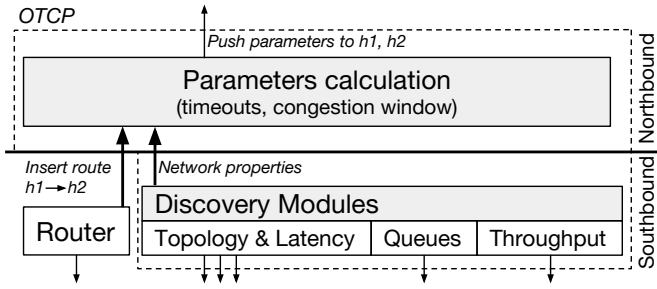 OTCP
Push parameters to h1, h2
Parameters calculation
(timeouts, congestion window)
Northbound
Insert route
h1→h2
Network properties
Southbound
Discovery Modules
Router
Topology & Latency
Queues
Throughput